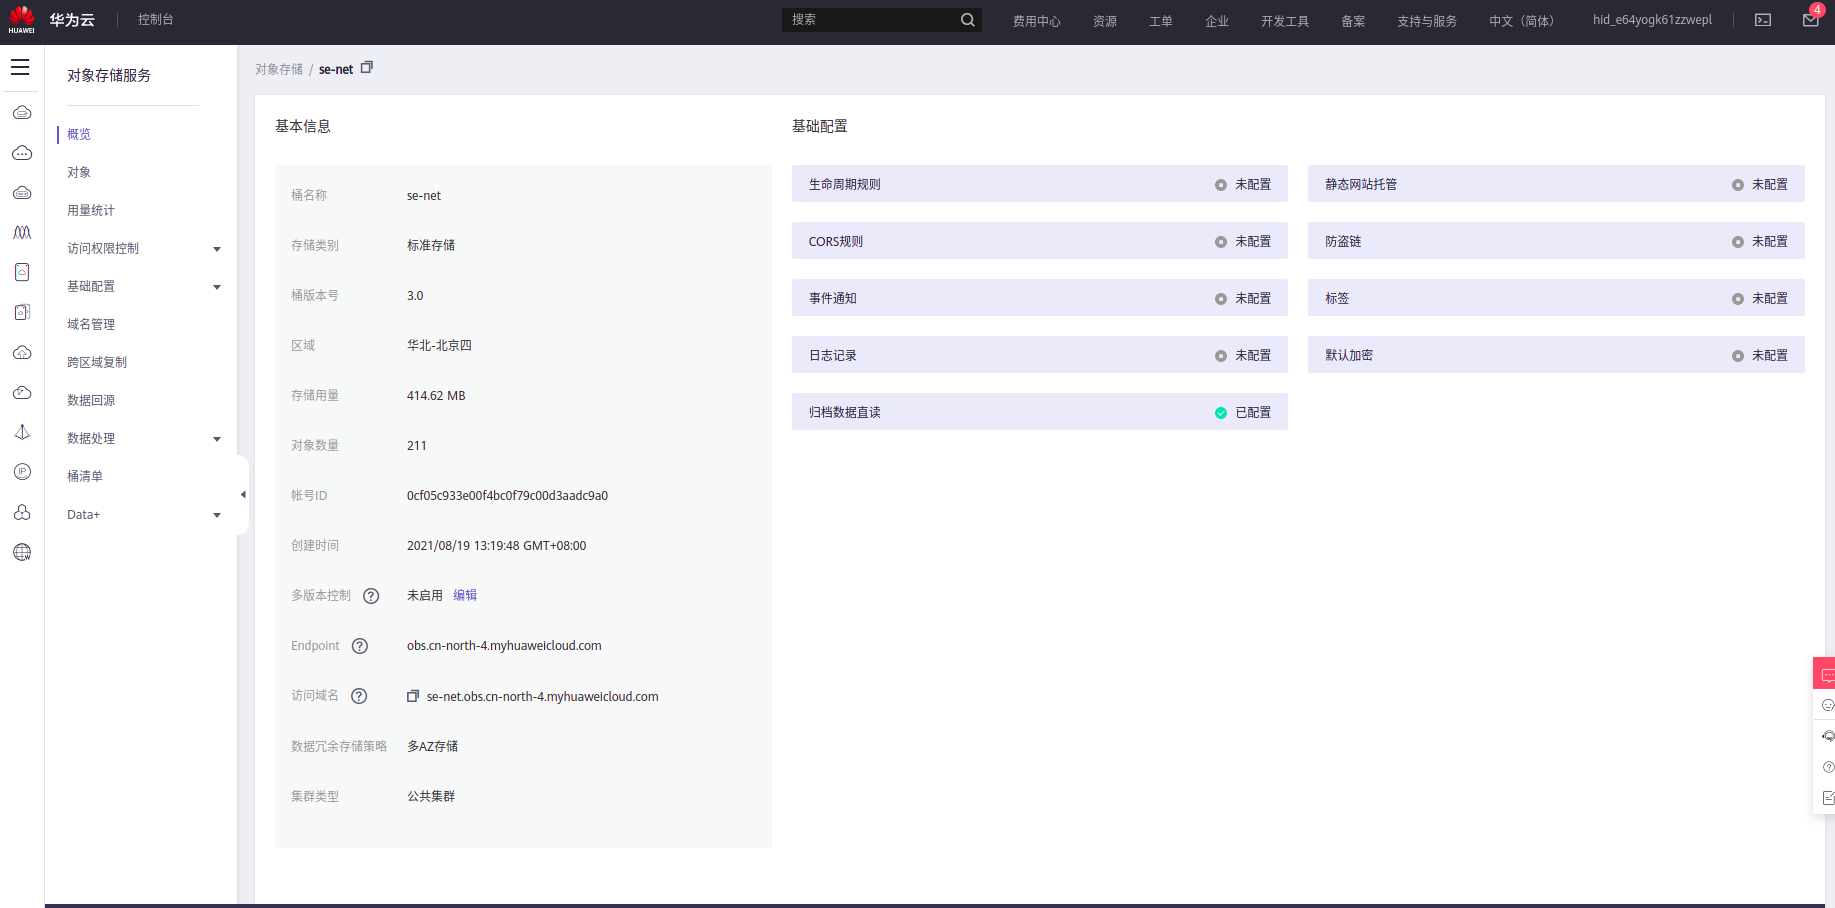 HUAWEI
华为云
控制台
搜索
费用中心
资源
工单
企业
开发工具
备案
支持与服务
中文（简体）
hid_e64yogk61zzwepl
4
对象存储服务
概览
对象
用量统计
访问权限控制
基础配置
域名管理
跨区域复制
数据回源
数据处理
桶清单
Data+
IP
对象存储 / se-net
基本信息
桶名称 se-net
存储类别 标准存储
桶版本号 3.0
区域 华北-北京四
存储用量 414.62 MB
对象数量 211
帐号ID 0cf05c933e00f4bc0f79c00d3aadc9a0
创建时间 2021/08/19 13:19:48 GMT+08:00
多版本控制 ? 未启用 编辑
Endpoint ? obs.cn-north-4.myhuaweicloud.com
访问域名 ? se-net.obs.cn-north-4.myhuaweicloud.com
数据冗余存储策略 多AZ存储
集群类型 公共集群
基础配置
生命周期规则 未配置
静态网站托管 未配置
CORS规则 未配置
防盗链 未配置
事件通知 未配置
标签 未配置
日志记录 未配置
默认加密 未配置
归档数据直读 已配置